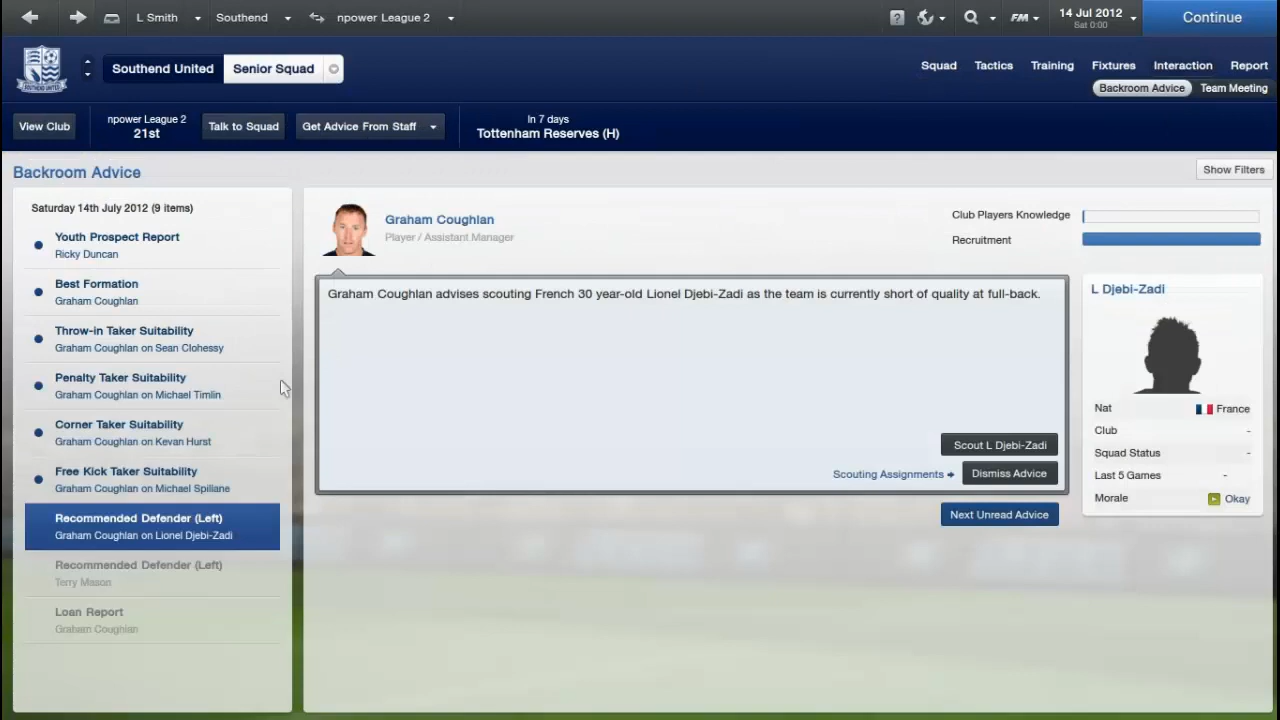 L Smith
Southend
npower League 2
?
FM
14 Jul 2012
Sat 0:00
Continue
Southend United
Senior Squad
Squad
Tactics
Training
Fixtures
Interaction
Report
Backroom Advice
Team Meeting
View Club
npower League 2
21st
Talk to Squad
Get Advice From Staff
In 7 days
Tottenham Reserves (H)
Backroom Advice
Show Filters
Saturday 14th July 2012 (9 items)
Youth Prospect Report
Ricky Duncan
Best Formation
Graham Coughlan
Throw-in Taker Suitability
Graham Coughlan on Sean Clohessy
Penalty Taker Suitability
Graham Coughlan on Michael Timlin
Corner Taker Suitability
Graham Coughlan on Kevan Hurst
Free Kick Taker Suitability
Graham Coughlan on Michael Spillane
Recommended Defender (Left)
Graham Coughlan on Lionel Djebi-Zadi
Recommended Defender (Left)
Terry Mason
Loan Report
Graham Coughlan
Graham Coughlan
Player / Assistant Manager
Club Players Knowledge
Recruitment
Graham Coughlan advises scouting French 30 year-old Lionel Djebi-Zadi as the team is currently short of quality at full-back.
Scout L Djebi-Zadi
Scouting Assignments
Dismiss Advice
Next Unread Advice
L Djebi-Zadi
Nat France
Club -
Squad Status -
Last 5 Games -
Morale Okay